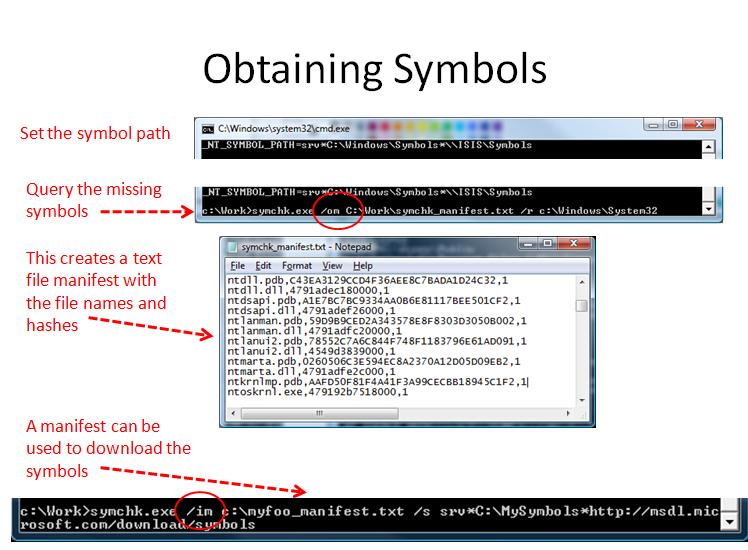 Obtaining Symbols
Set the symbol path
C:\Windows\system32\cmd.exe
_NT_SYMBOL_PATH=srv*C:\Windows\Symbols*\\ISIS\Symbols
Query the missing
symbols
_NT_SYMBOL_PATH=srv*C:\Windows\Symbols*\\ISIS\Symbols
c:\Work>symchk.exe /om C:\Work\symchk_manifest.txt /r c:\Windows\System32
This creates a text
file manifest with
the file names and
hashes
symchk_manifest.txt - Notepad
File Edit Format View Help
ntdll.pdb,C43EA3129CCD4F36AEE8C7BADA1D24C32,1
ntdll.dll,4791adec180000,1
ntdsapi.pdb,A1E7BC7BC9334AA0B6E81117BEE501CF2,1
ntdsapi.dll,4791adef26000,1
ntlanman.pdb,59D9B9CED2A343578E8F8303D3050B002,1
ntlanman.dll,4791adfc20000,1
ntlanui2.pdb,78552C7A6C844F748F1183796E61AD091,1
ntlanui2.dll,4549d3839000,1
ntmarta.pdb,0260506C3E594EC8A2370A12D05D09EB2,1
ntmarta.dll,4791adfe2c000,1
ntkrnlmp.pdb,AAFD50F81F4A41F3A99CECBB18945C1F2,1
ntoskrnl.exe,479192b7518000,1
A manifest can be
used to download the
symbols
c:\Work>symchk.exe /im c:\myfoo_manifest.txt /s srv*C:\MySymbols*http://msdl.mic
rosoft.com/download/symbols